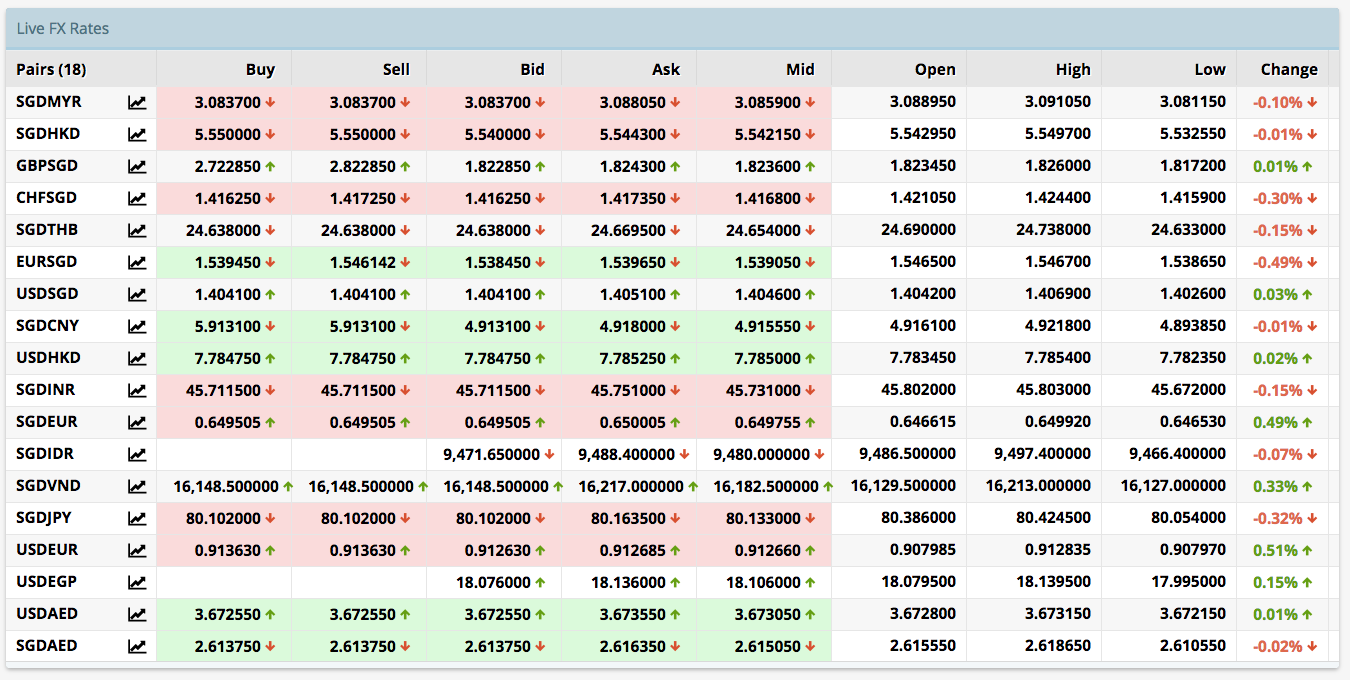 Live FX Rates
Pairs (18) Buy Sell Bid Ask Mid Open High Low Change
SGDMYR 3.083700 3.083700 3.083700 3.088050 3.085900 3.088950 3.091050 3.081150 -0.10%
SGDHKD 5.550000 5.550000 5.540000 5.544300 5.542150 5.542950 5.549700 5.532550 -0.01%
GBPSGD 2.722850 2.822850 1.822850 1.824300 1.823600 1.823450 1.826000 1.817200 0.01%
CHFSGD 1.416250 1.417250 1.416250 1.417350 1.416800 1.421050 1.424400 1.415900 -0.30%
SGDTHB 24.638000 24.638000 24.638000 24.669500 24.654000 24.690000 24.738000 24.633000 -0.15%
EURSGD 1.539450 1.546142 1.538450 1.539650 1.539050 1.546500 1.546700 1.538650 -0.49%
USDSGD 1.404100 1.404100 1.404100 1.405100 1.404600 1.404200 1.406900 1.402600 0.03%
SGDCNY 5.913100 5.913100 4.913100 4.918000 4.915550 4.916100 4.921800 4.893850 -0.01%
USDHKD 7.784750 7.784750 7.784750 7.785250 7.785000 7.783450 7.785400 7.782350 0.02%
SGDINR 45.711500 45.711500 45.711500 45.751000 45.731000 45.802000 45.803000 45.672000 -0.15%
SGDEUR 0.649505 0.649505 0.649505 0.650005 0.649755 0.646615 0.649920 0.646530 0.49%
SGDIDR 9,471.650000 9,488.400000 9,480.000000 9,486.500000 9,497.400000 9,466.400000 -0.07%
SGDVND 16,148.500000 16,148.500000 16,148.500000 16,217.000000 16,182.500000 16,129.500000 16,213.000000 16,127.000000 0.33%
SGDJPY 80.102000 80.102000 80.102000 80.163500 80.133000 80.386000 80.424500 80.054000 -0.32%
USDEUR 0.913630 0.913630 0.912630 0.912685 0.912660 0.907985 0.912835 0.907970 0.51%
USDEGP 18.076000 18.136000 18.106000 18.079500 18.139500 17.995000 0.15%
USDAED 3.672550 3.672550 3.672550 3.673550 3.673050 3.672800 3.673150 3.672150 0.01%
SGDAED 2.613750 2.613750 2.613750 2.616350 2.615050 2.615550 2.618650 2.610550 -0.02%